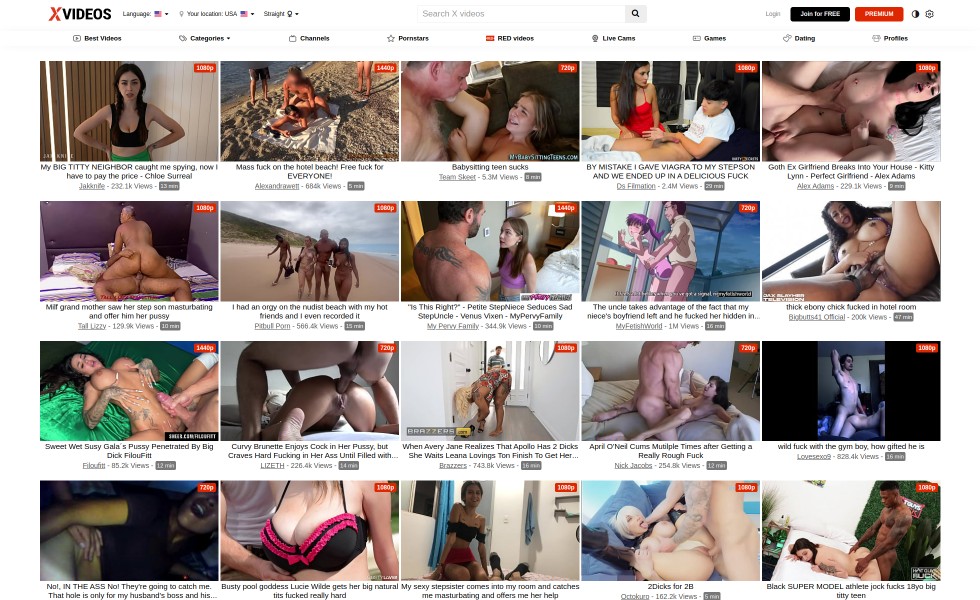 XVIDEOS
Language:
Your location: USA
Straight
Search X videos
Login
Join for FREE
PREMIUM
Best Videos
Categories
Channels
Pornstars
RED videos
Live Cams
Games
Dating
Profiles
1080p
1440p
720p
1080p
1080p
MYBABYSITTINGTEENS.COM
My BIG TITTY NEIGHBOR caught me spying, now I
have to pay the price - Chloe Surreal
Jakknife - 232.1k Views - 13 min
Mass fuck on the hotel beach! Free fuck for
EVERYONE!
Alexandrawett - 684k Views - 5 min
Babysitting teen sucks
Team Skeet - 5.3M Views - 8 min
BY MISTAKE I GAVE VIAGRA TO MY STEPSON
AND WE ENDED UP IN A DELICIOUS FUCK
Ds Filmation - 2.4M Views - 29 min
Goth Ex Girlfriend Breaks Into Your House - Kitty
Lynn - Perfect Girlfriend - Alex Adams
Alex Adams - 229.1k Views - 9 min
1080p
1080p
1440p
720p
Milf grand mother saw her step son masturbating
and offer him her pussy
Tall Lizzy - 129.9k Views - 10 min
I had an orgy on the nudist beach with my hot
friends and I even recorded it
Pitbull Porn - 566.4k Views - 15 min
"Is This Right?" - Petite StepNiece Seduces Sad
StepUncle - Venus Vixen - MyPervyFamily
My Pervy Family - 344.9k Views - 10 min
The uncle takes advantage of the fact that my
niece's boyfriend left and he fucked her hidden in...
MyFetishWorld - 1M Views - 16 min
JAX SLAYHER
TELEVISION
thick ebony chick fucked in hotel room
Bigbutts41 Official - 200k Views - 47 min
1440p
720p
1080p
720p
1080p
BRAZZERS
Sweet Wet Susy Gala´s Pussy Penetrated By Big
Dick FilouFitt
Filoufitt - 85.2k Views - 12 min
Curvy Brunette Enjoys Cock in Her Pussy, but
Craves Hard Fucking in Her Ass Until Filled with...
LIZETH - 226.4k Views - 14 min
When Avery Jane Realizes That Apollo Has 2 Dicks
She Waits Leana Lovings Ton Finish To Get Her...
Brazzers - 743.8k Views - 16 min
April O'Neil Cums Mutilple Times after Getting a
Really Rough Fuck
Nick Jacobs - 254.8k Views - 12 min
wild fuck with the gym boy, how gifted he is
Lovesexo9 - 828.4k Views - 16 min
720p
1080p
1080p
1080p
No!, IN THE ASS No! They're going to catch me.
That hole is only for my husband's boss and his...
Busty pool goddess Lucie Wilde gets her big natural
tits fucked really hard
My sexy stepsister comes into my room and catches
me masturbating and offers me her help
2Dicks for 2B
Octokuro - 162.2k Views - 5 min
Black SUPER MODEL athlete jock fucks 18yo big
titty teen